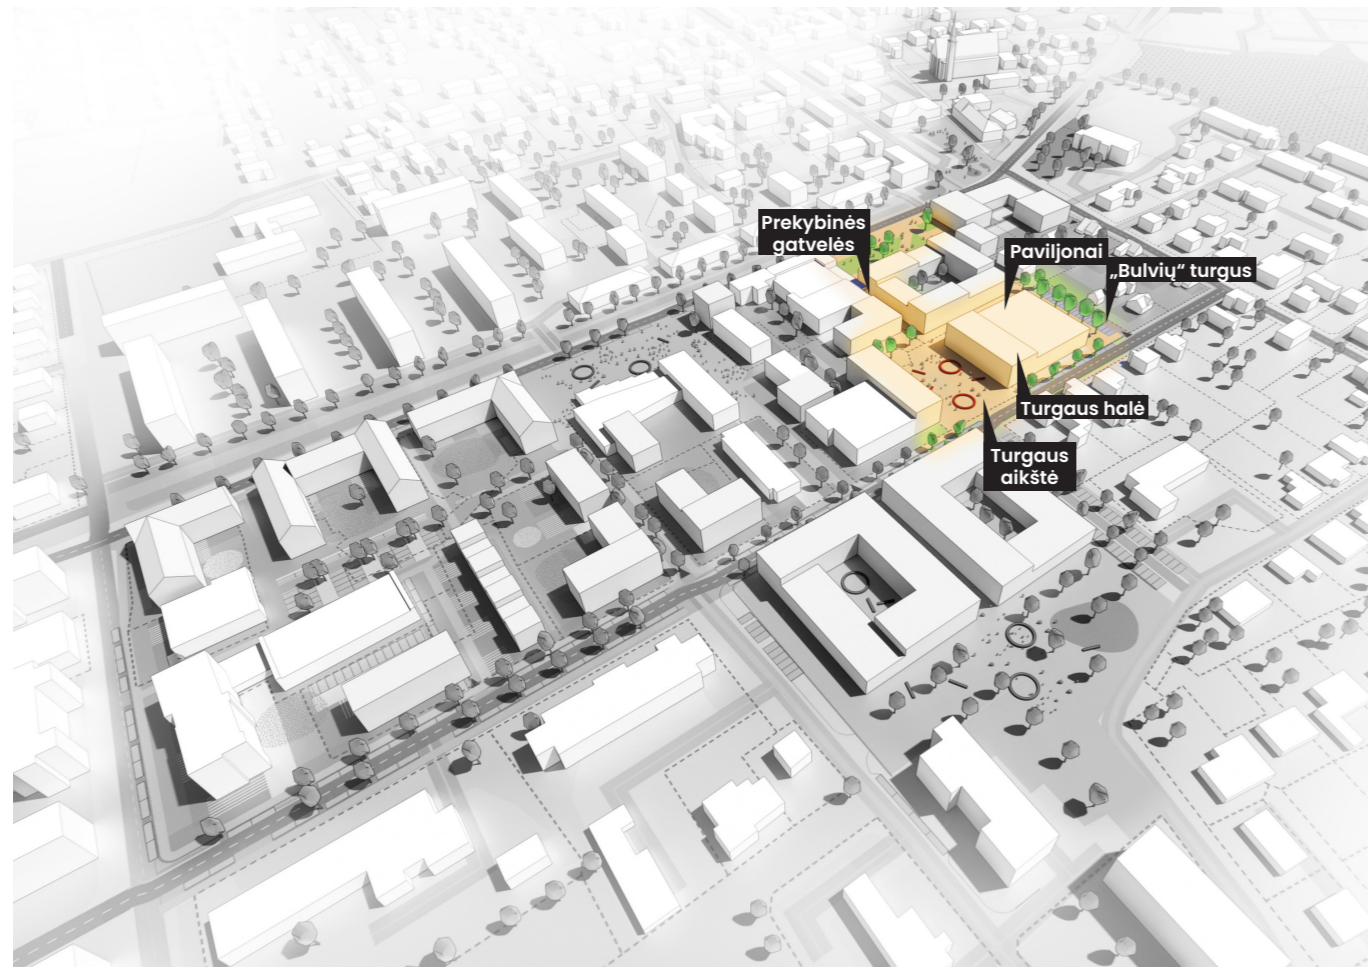 Prekybinės
gatvelės
Paviljonai
„Bulvių“ turgus
Turgaus halė
Turgaus
aikštė